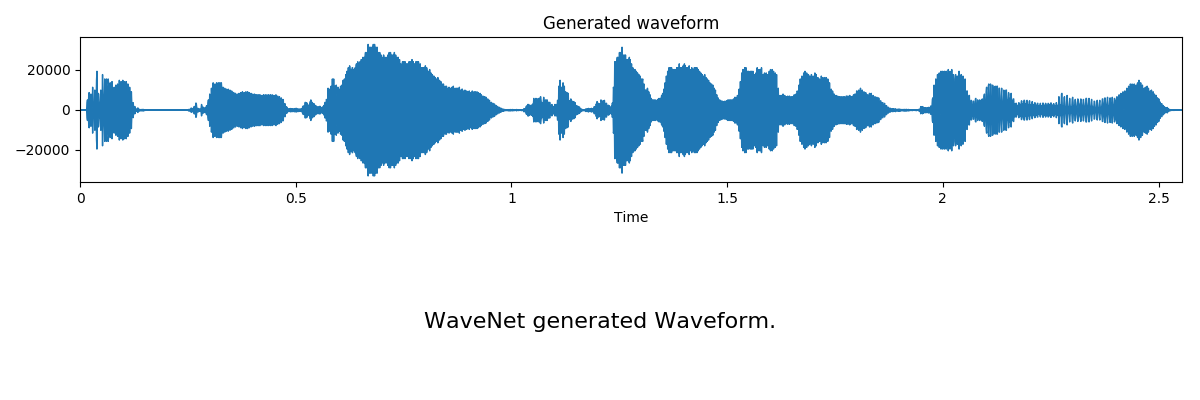 Generated waveform
20000
0
−20000
0 0.5 1 1.5 2 2.5
Time
WaveNet generated Waveform.